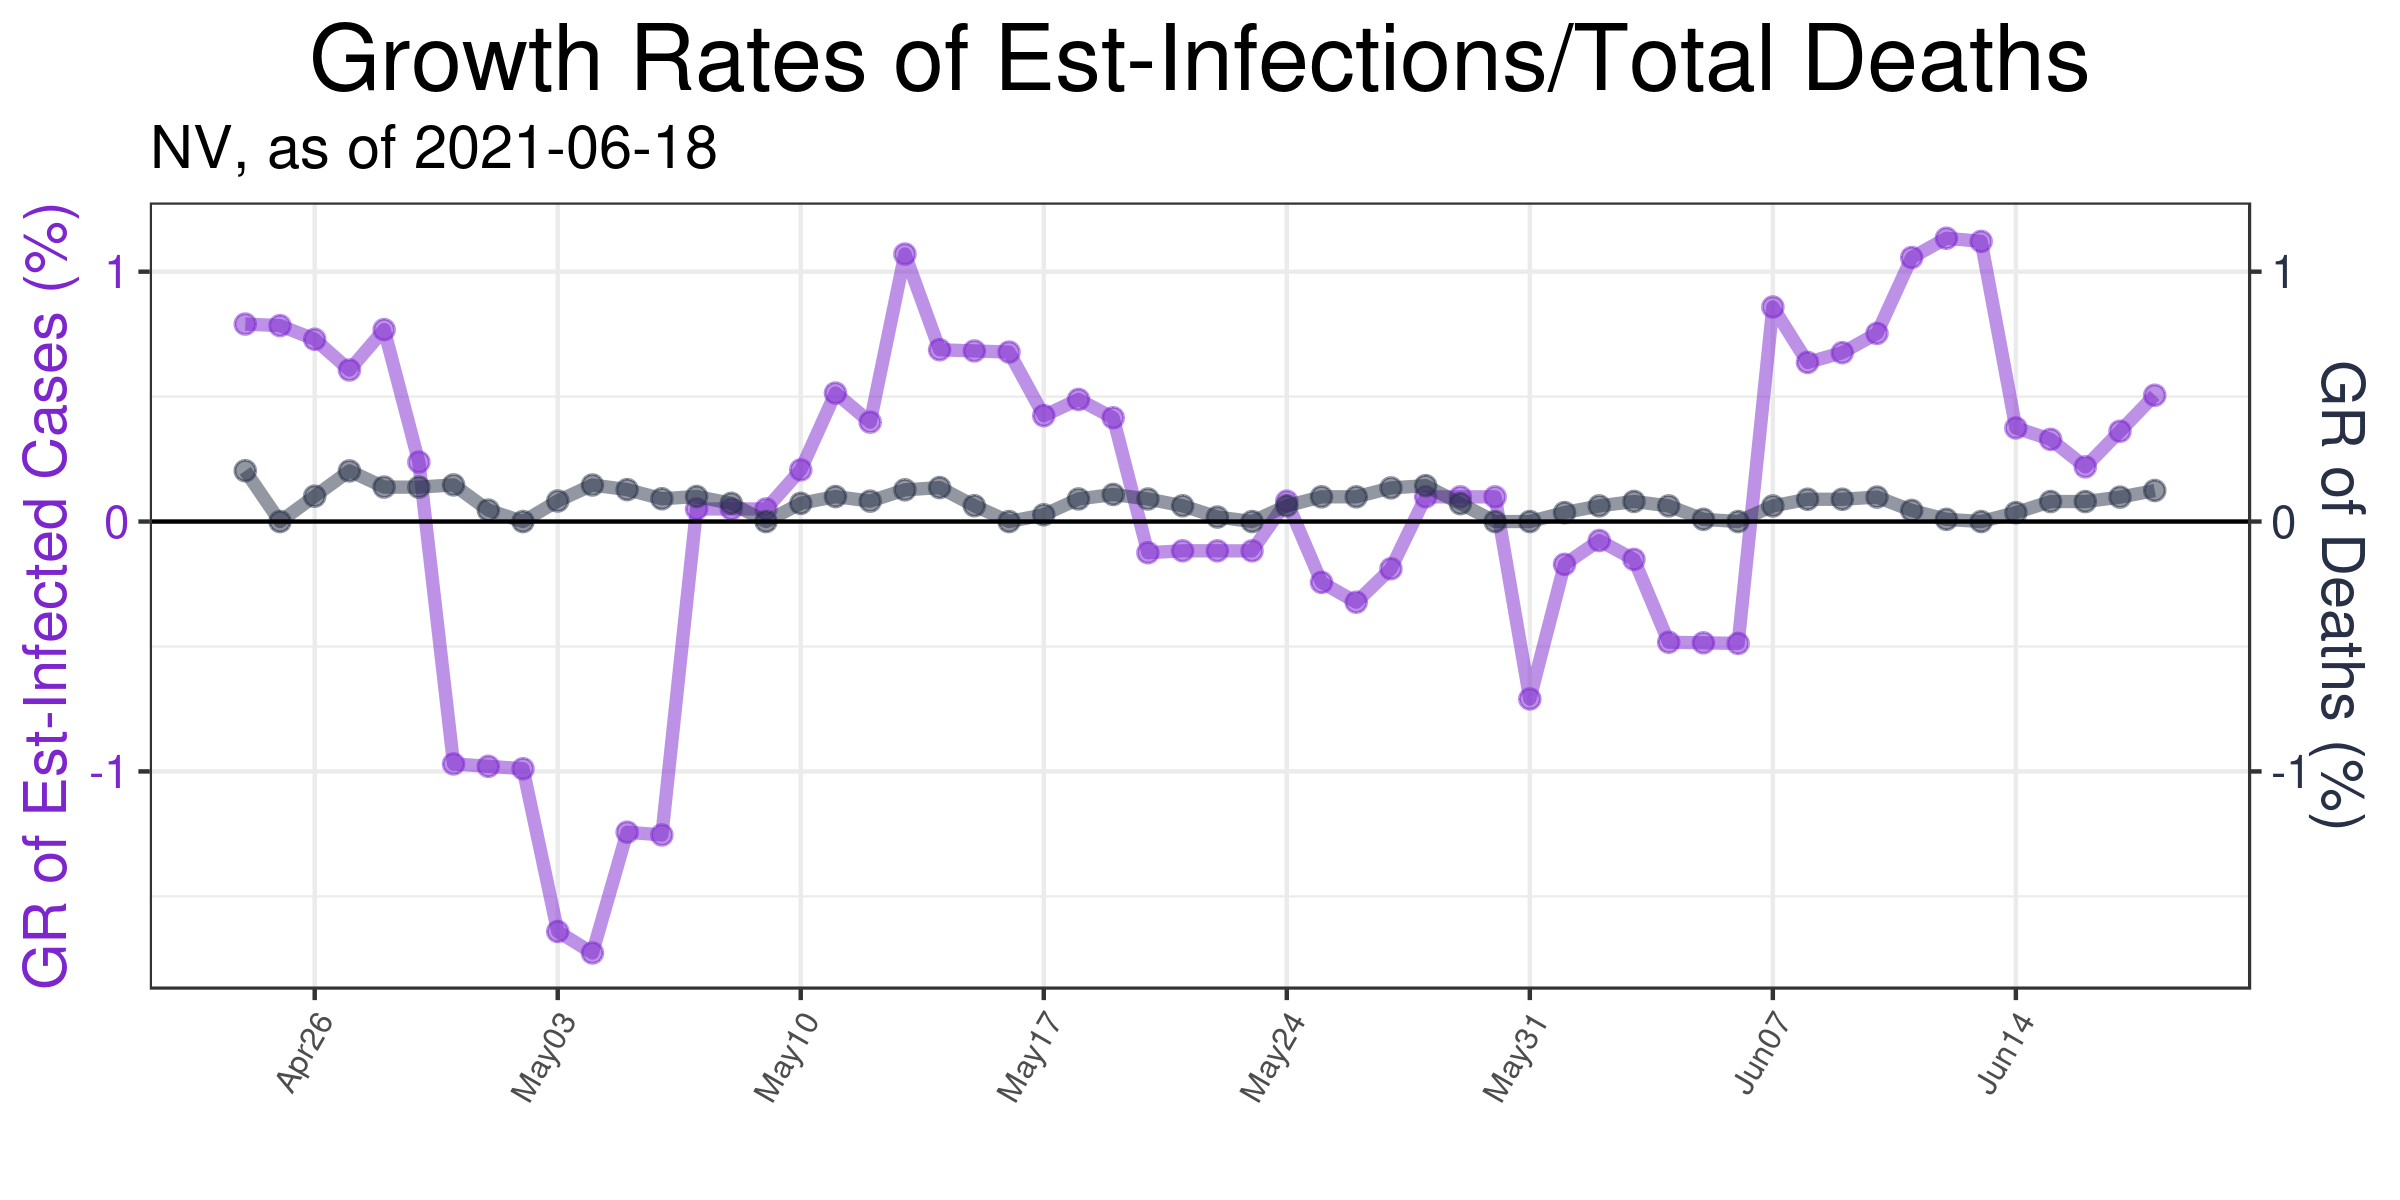 Growth Rates of Est-Infections/Total Deaths
NV, as of 2021-06-18
GR of Est-Infected Cases (%)
1
0
-1
1
0
-1
GR of Deaths (%)
Apr26
May03
May10
May17
May24
May31
Jun07
Jun14